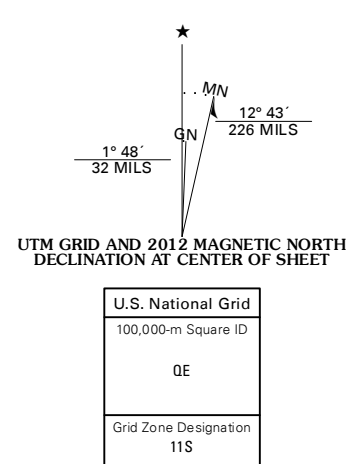 ★
MN
12° 43´
226 MILS
GN
1° 48´
32 MILS
UTM GRID AND 2012 MAGNETIC NORTH
DECLINATION AT CENTER OF SHEET
U.S. National Grid
100,000-m Square ID
QE
Grid Zone Designation
11S